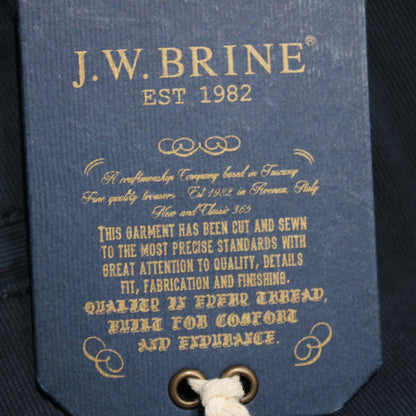 J.W. BRINE®
EST 1982
A craftmenship Company based in Tuscany
Fine quality trousers. Est 1982 in Firenze, Italy
New and Classic 365
THIS GARMENT HAS BEEN CUT AND SEWN
TO THE MOST PRECISE STANDARDS WITH
GREAT ATTENTION TO QUALITY, DETAILS
FIT, FABRICATION AND FINISHING.
QUALITY IN EVERY THREAD,
BUILT FOR COMFORT
AND ENDURANCE.